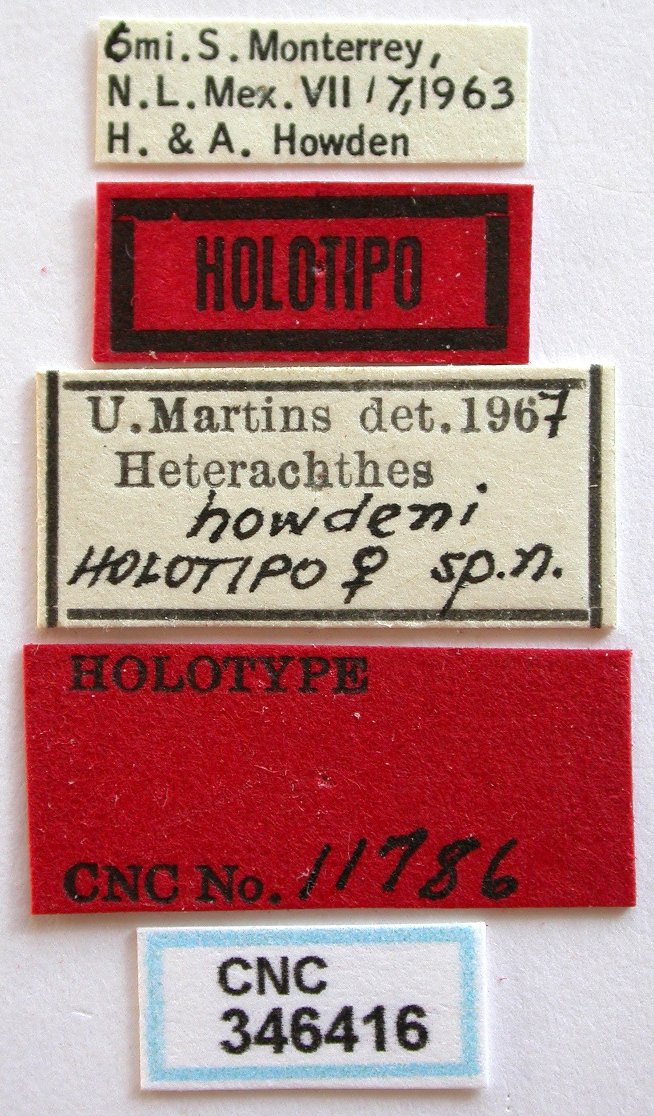 6mi. S. Monterrey,
N. L. Mex. VII 17, 1963
H. & A. Howden
HOLOTIPO
U. Martins det. 1967
Heterachthes
howdeni
HOLOTIPO ♀ sp. n.
HOLOTYPE
CNC No. 11786
CNC
346416